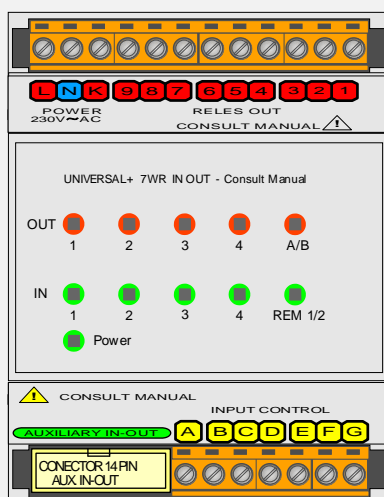 L N K 9 8 7 6 5 4 3 2 1
POWER RELES OUT
230V~AC
CONSULT MANUAL !
UNIVERSAL+ 7WR IN OUT - Consult Manual
OUT
1 2 3 4 A/B
IN
1 2 3 4 REM 1/2
Power
! CONSULT MANUAL
INPUT CONTROL
AUXILIARY IN-OUT A B C D E F G
CONECTOR 14 PIN
AUX. IN-OUT